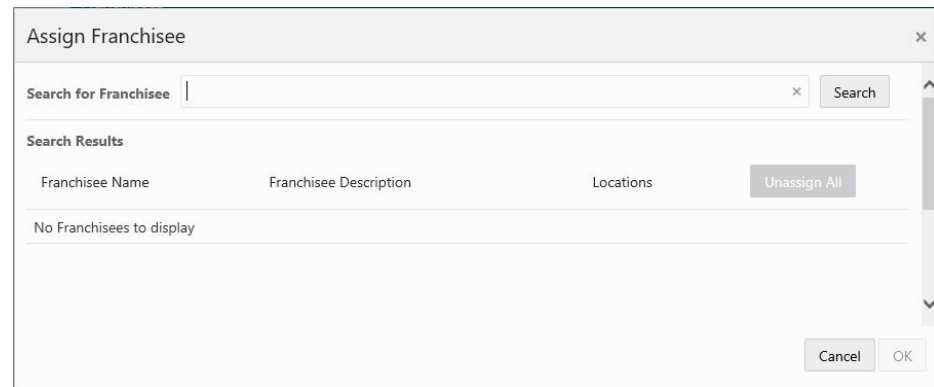 Assign Franchisee
Search for Franchisee Search
Search Results
Franchisee Name Franchisee Description Locations Unassign All
No Franchisees to display
Cancel OK